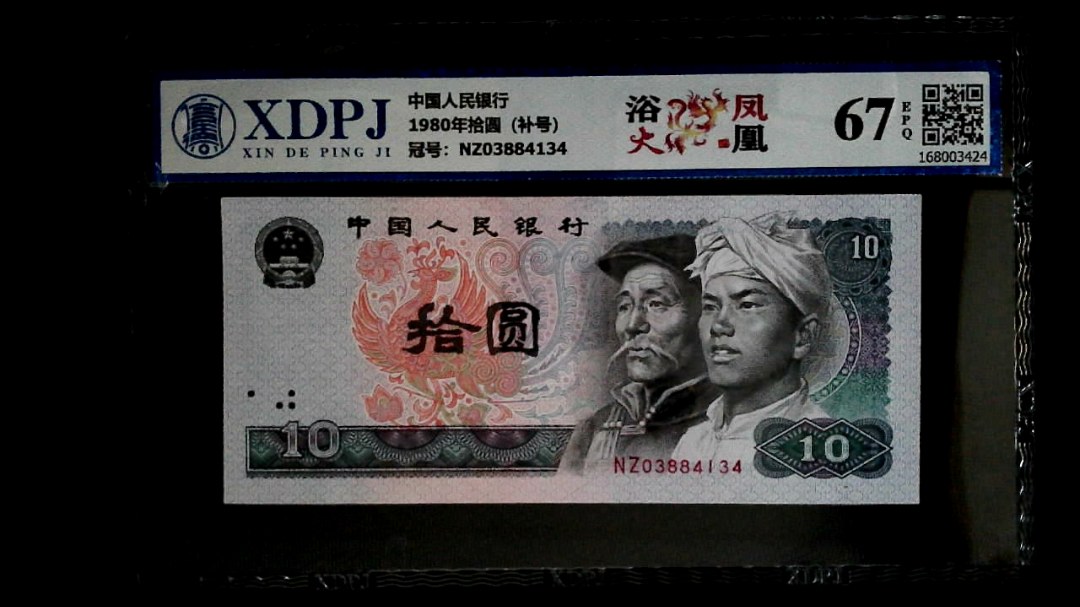 XDPJ
XIN DE PING JI
中国人民银行
1980年拾圆（补号）
冠号：NZ03884134
浴火凤凰
67 EPQ
168003424
中国人民银行
10
拾圆
10
NZ03884134
10